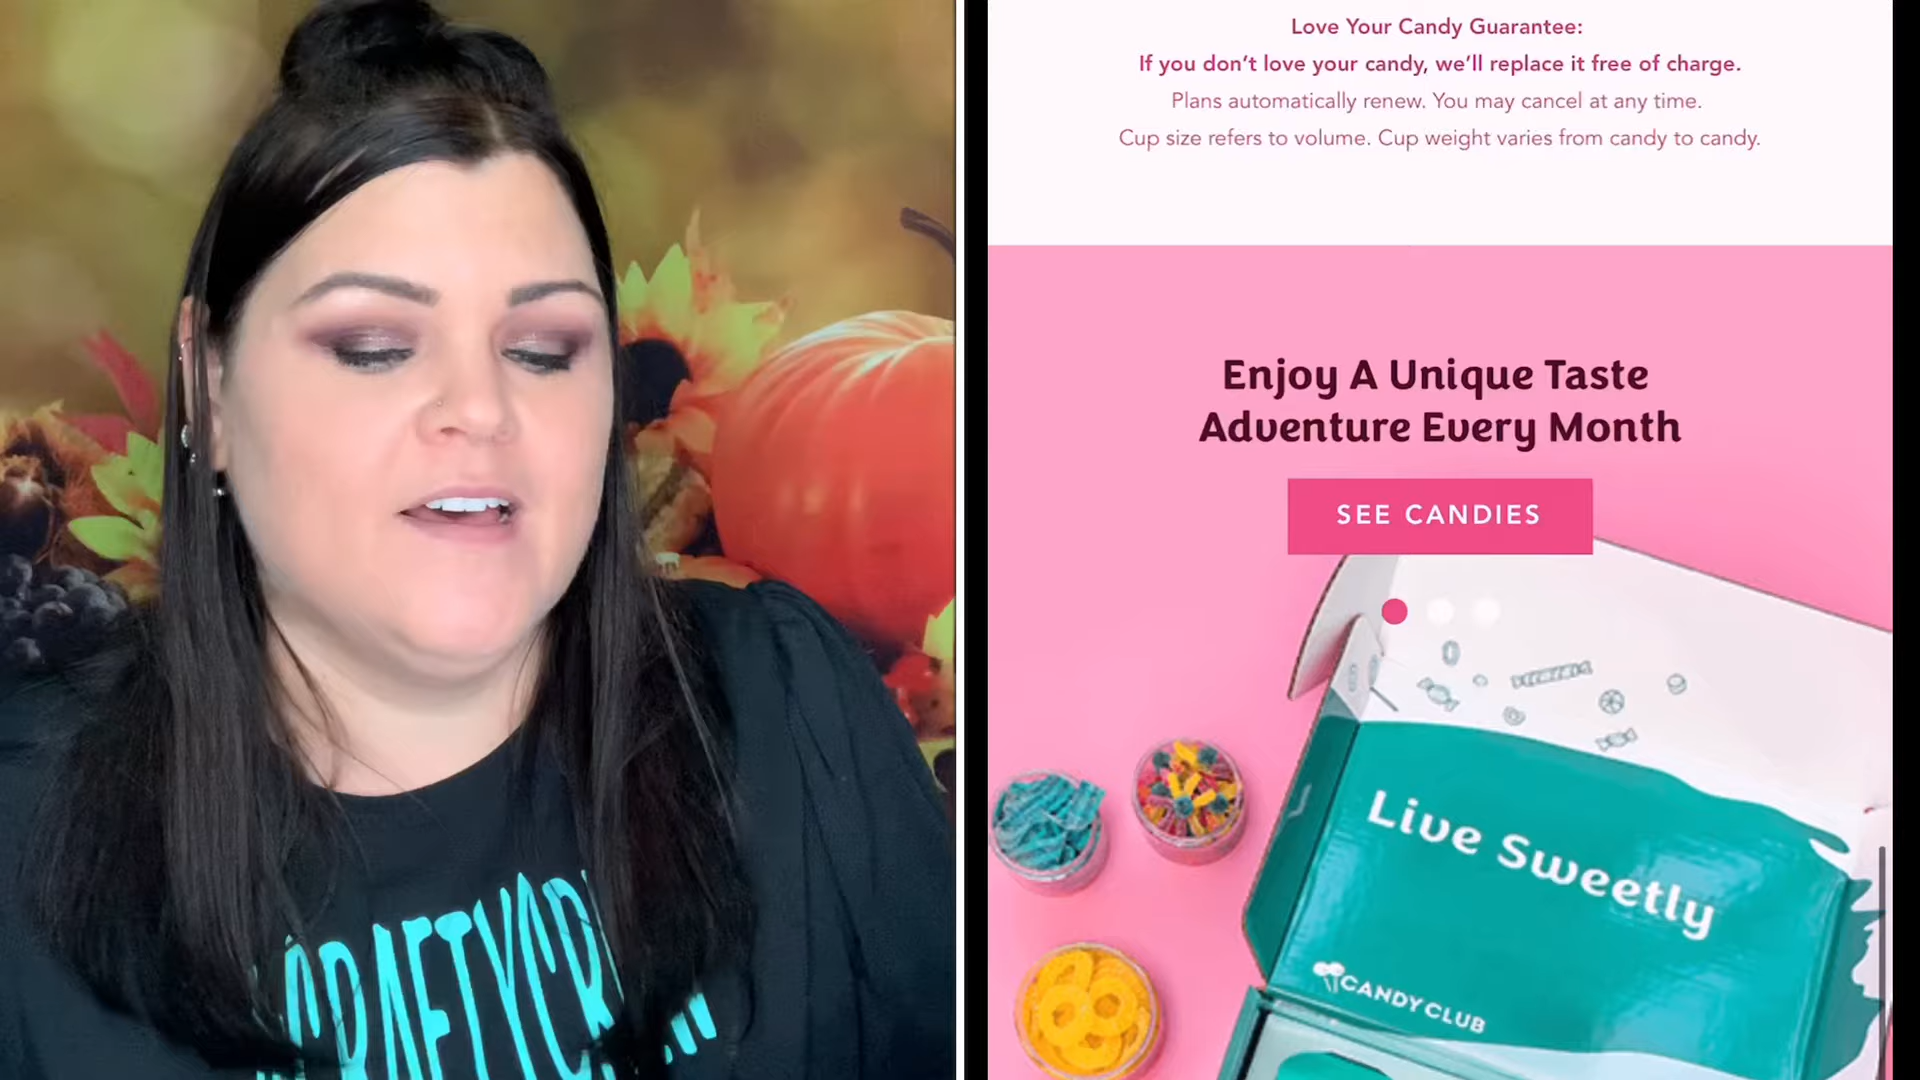 Love Your Candy Guarantee:
If you don't love your candy, we'll replace it free of charge.
Plans automatically renew. You may cancel at any time.
Cup size refers to volume. Cup weight varies from candy to candy.
Enjoy A Unique Taste
Adventure Every Month
SEE CANDIES
Live Sweetly
CANDY CLUB